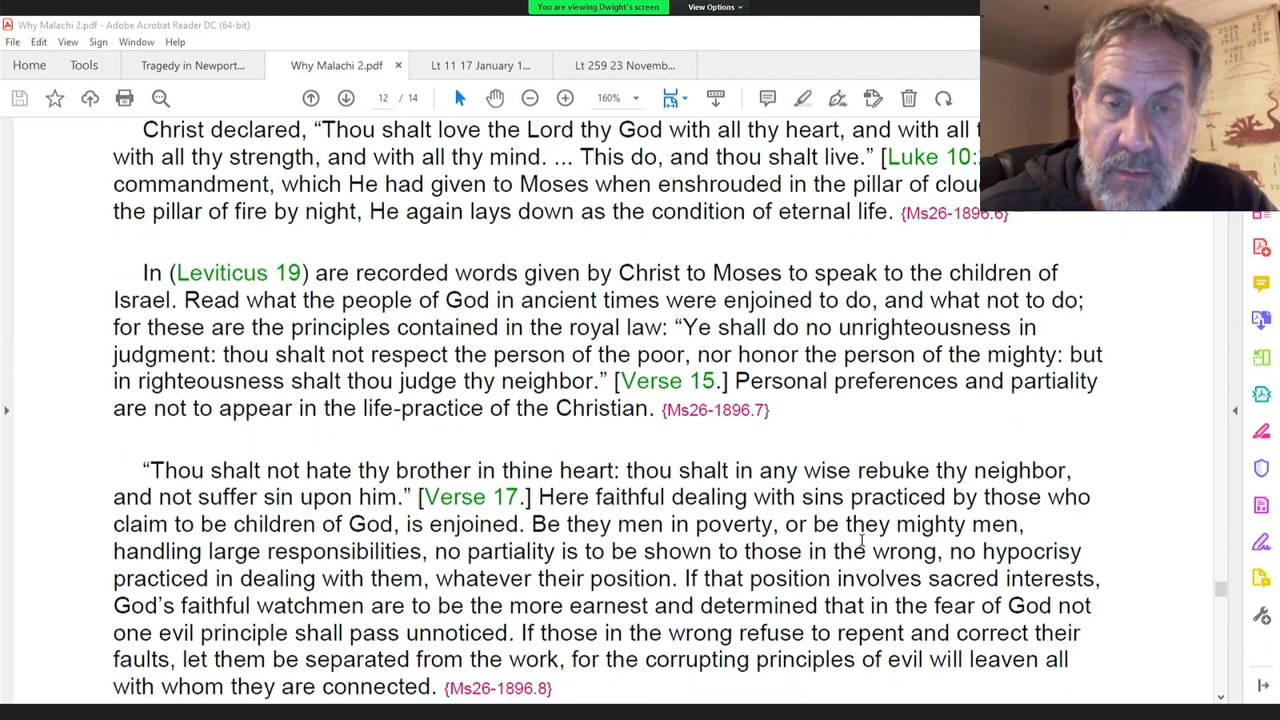 You are viewing Dwight's screen
View Options
Why Malachi 2.pdf - Adobe Acrobat Reader DC (64-bit)
File Edit View Sign Window Help
Home Tools Tragedy in Newport... Why Malachi 2.pdf × Lt 11 17 January 1... Lt 259 23 Novemb...
12 / 14 160%
Christ declared, “Thou shalt love the Lord thy God with all thy heart, and with all
with all thy strength, and with all thy mind. ... This do, and thou shalt live.” [Luke 10:
commandment, which He had given to Moses when enshrouded in the pillar of
the pillar of fire by night, He again lays down as the condition of eternal life. {Ms26-1896.6}
In (Leviticus 19) are recorded words given by Christ to Moses to speak to the children of
Israel. Read what the people of God in ancient times were enjoined to do, and what not to do;
for these are the principles contained in the royal law: “Ye shall do no unrighteousness in
judgment: thou shalt not respect the person of the poor, nor honor the person of the mighty: but
in righteousness shalt thou judge thy neighbor.” [Verse 15.] Personal preferences and partiality
are not to appear in the life-practice of the Christian. {Ms26-1896.7}
“Thou shalt not hate thy brother in thine heart: thou shalt in any wise rebuke thy neighbor,
and not suffer sin upon him.” [Verse 17.] Here faithful dealing with sins practiced by those who
claim to be children of God, is enjoined. Be they men in poverty, or be they mighty men,
handling large responsibilities, no partiality is to be shown to those in the wrong, no hypocrisy
practiced in dealing with them, whatever their position. If that position involves sacred interests,
God’s faithful watchmen are to be the more earnest and determined that in the fear of God not
one evil principle shall pass unnoticed. If those in the wrong refuse to repent and correct their
faults, let them be separated from the work, for the corrupting principles of evil will leaven all
with whom they are connected. {Ms26-1896.8}